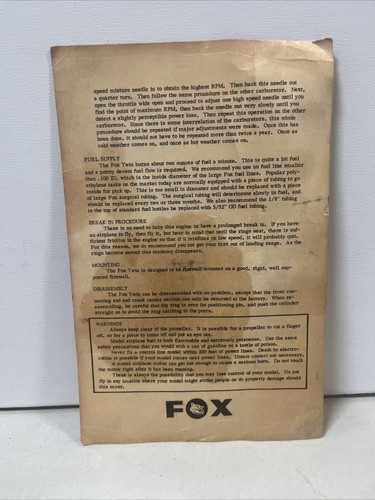 speed mixture needle is to obtain the highest RPM. Then back this needle out
a quarter turn. Then follow the same procedure on the other carburetor. Next,
open the throttle wide open and proceed to adjust one high speed needle until you
find the point of maximum RPM, then back the needle out very slowly until you
detect a slightly perceptible power loss. Then repeat this operation on the other
carburetor. Since there is some interrelation of the carburetors, this whole
procedure should be repeated if major adjustments were made. Once this has
been done, it should not have to be repeated more than twice a year. Once as
cold weather comes on, and once as hot weather comes on.
FUEL SUPPLY
The Fox Twin burns about two ounces of fuel a minute. This is quite a bit fuel
and a pretty decent fuel flow is required. We recommend you use no fuel line smaller
than .100 ID, which is the inside diameter of the large Fox fuel lines. Popular poly-
ethylene tanks on the market today are normally equipped with a piece of tubing to go
inside for pick up. This is too small in diameter and should be replaced with a piece
of large Fox surgical tubing. The surgical tubing will deteriorate slowly in fuel, and
should be replaced every two or three months. We also recommend the 1/8" tubing
in the top of standard fuel bottles be replaced with 5/32" OD fuel tubing.
BREAK IN PROCEDURE
There is no need to baby this engine or have a prolonged break in. If you have
an airplane to fly, then fly it, but bear in mind that until the rings seat, there is suf-
ficient friction in the engine so that if it misfires on low speed, it will probably quit.
For this reason, we do recommend you not get your bird out of landing range. As the
rings become seated this tendency disappears.
MOUNTING
The Fox Twin is designed to be firewall mounted on a good, rigid, well sup-
ported firewall.
DISASSEMBLY
The Fox Twin can be disassembled with no problem, except that the front con-
necting rod and crank center section can only be removed at the factory. When re-
assembling, be careful that the ring is over the positioning pin, and push the cylinder
straight on to avoid the ring catching in the ports.
WARNINGS
Always keep clear of the propeller. It is possible for a propeller to cut a finger
off, or for a piece to come off and put an eye out.
Model airplane fuel is both flammable and extremely poisonous. Use the same
safety precautions that you would with a can of gasoline or a bottle of poison.
Never fix a control line model within 300 feet of power lines. Death by electro-
cution is possible if your model comes near power lines. Direct contact not necessary.
A model airplane motor can get hot enough to cause a serious burn. Do not touch
the motor right after it has been running.
There is always the possibility that you may lose control of your model. Do not
fly in any location where your model might strike people or do property damage should
this occur.
FOX